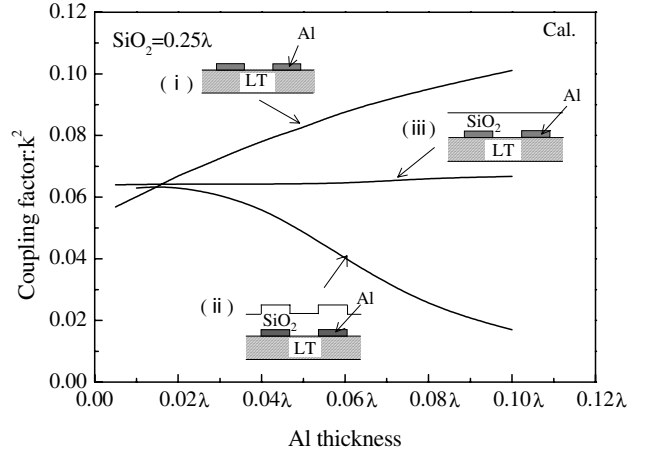 0.12
SiO₂=0.25λ
Al
Cal.
LT
(i)
0.10
Al
(iii)
SiO₂
LT
0.08
Coupling factor:k²
0.06
0.04
Al
(ii)
SiO₂
LT
0.02
0.00
0.00 0.02λ 0.04λ 0.06λ 0.08λ 0.10λ 0.12λ
Al thickness